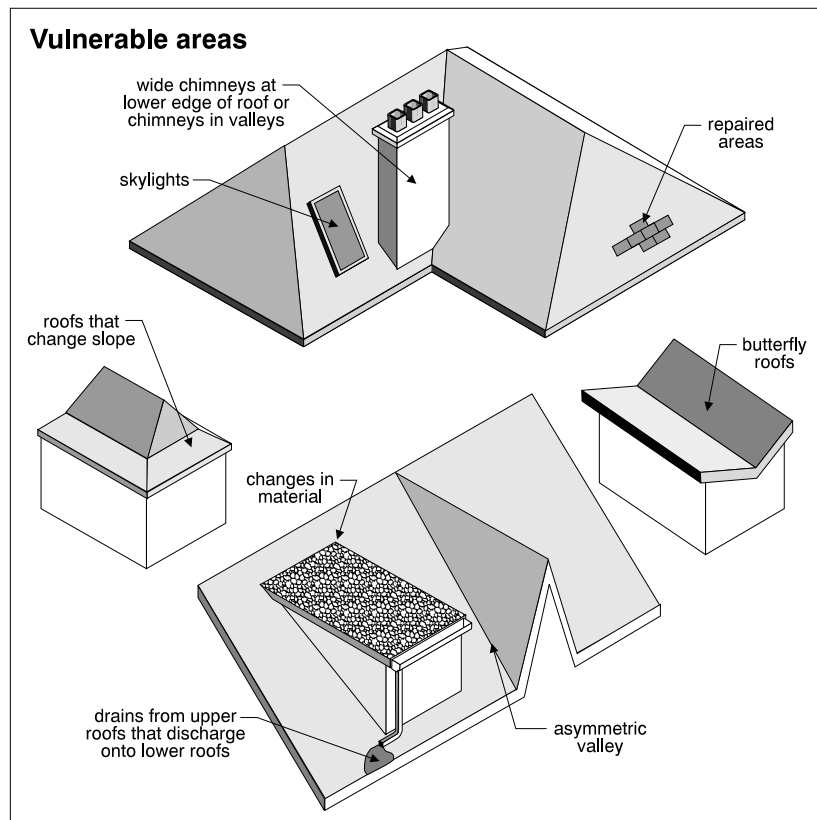 Vulnerable areas
wide chimneys at
lower edge of roof or
chimneys in valleys
repaired
areas
skylights
roofs that
change slope
butterfly
roofs
changes in
material
drains from upper
roofs that discharge
onto lower roofs
asymmetric
valley